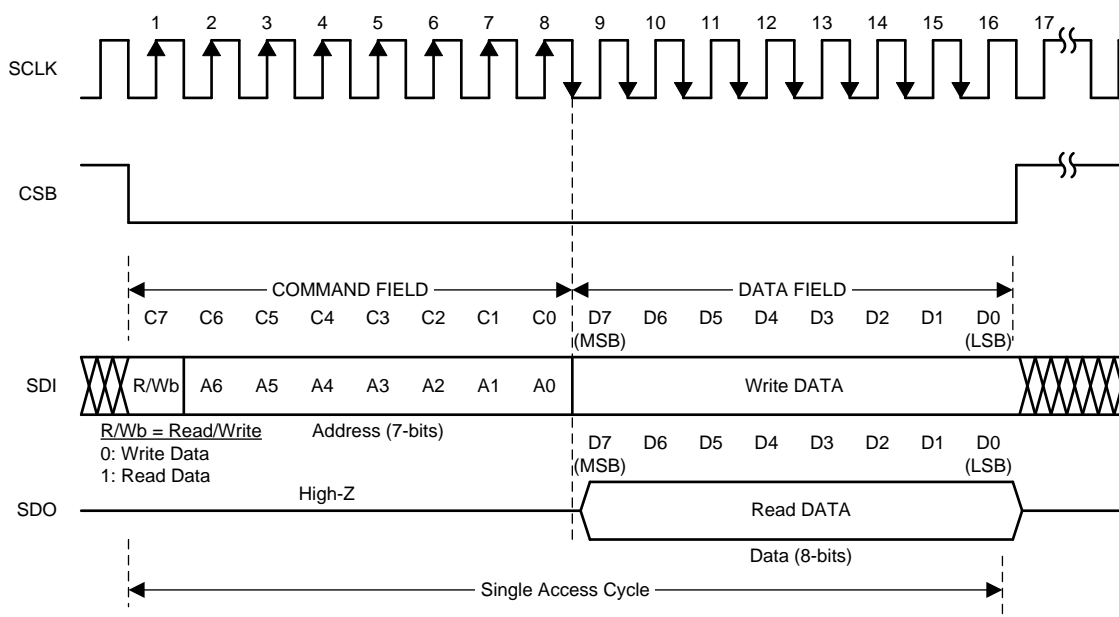 1 2 3 4 5 6 7 8 9 10 11 12 13 14 15 16 17
SCLK
CSB
COMMAND FIELD DATA FIELD
C7 C6 C5 C4 C3 C2 C1 C0 D7 D6 D5 D4 D3 D2 D1 D0
(MSB) (LSB)
SDI R/Wb A6 A5 A4 A3 A2 A1 A0 Write DATA
R/Wb = Read/Write Address (7-bits)
0: Write Data
1: Read Data
D7 D6 D5 D4 D3 D2 D1 D0
(MSB) (LSB)
High-Z
SDO Read DATA
Data (8-bits)
Single Access Cycle